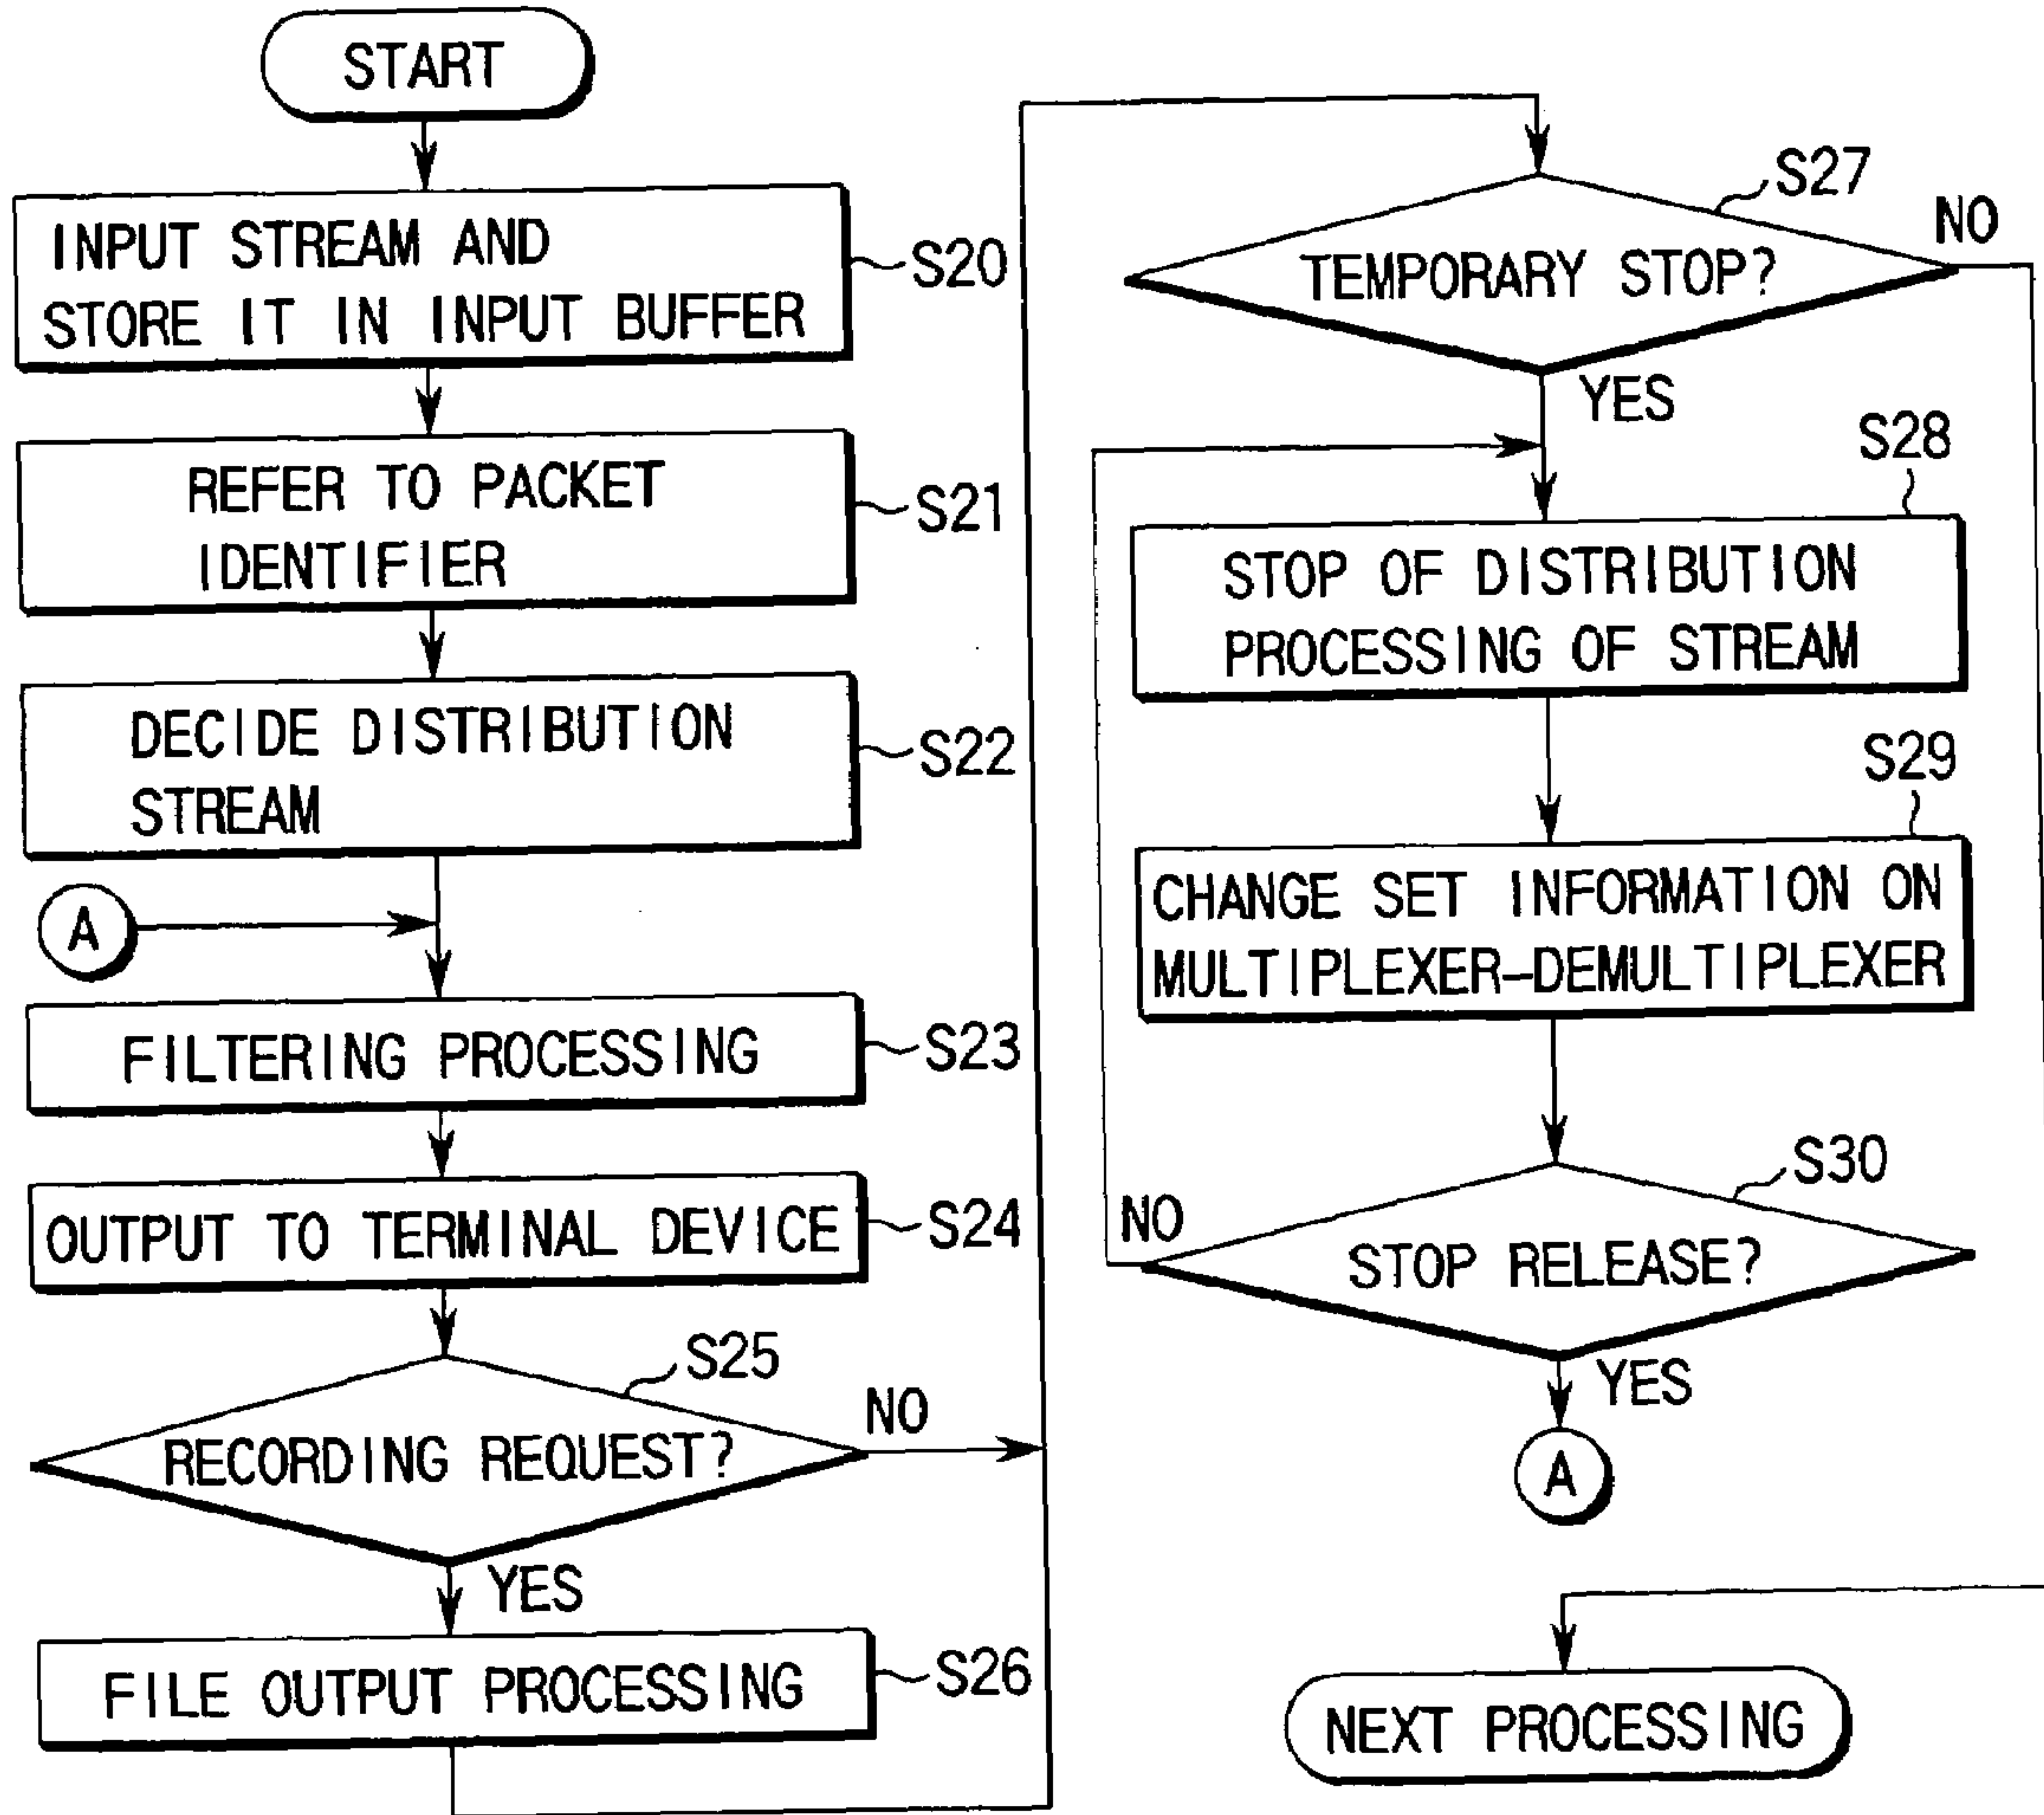 START
INPUT STREAM AND
STORE IT IN INPUT BUFFER
S20
REFER TO PACKET
IDENTIFIER
S21
DECIDE DISTRIBUTION
STREAM
S22
A
FILTERING PROCESSING
S23
OUTPUT TO TERMINAL DEVICE
S24
S25
RECORDING REQUEST?
NO
YES
FILE OUTPUT PROCESSING
S26
S27
TEMPORARY STOP?
NO
YES
S28
STOP OF DISTRIBUTION
PROCESSING OF STREAM
S29
CHANGE SET INFORMATION ON
MULTIPLEXER-DEMULTIPLEXER
S30
NO
STOP RELEASE?
YES
A
NEXT PROCESSING